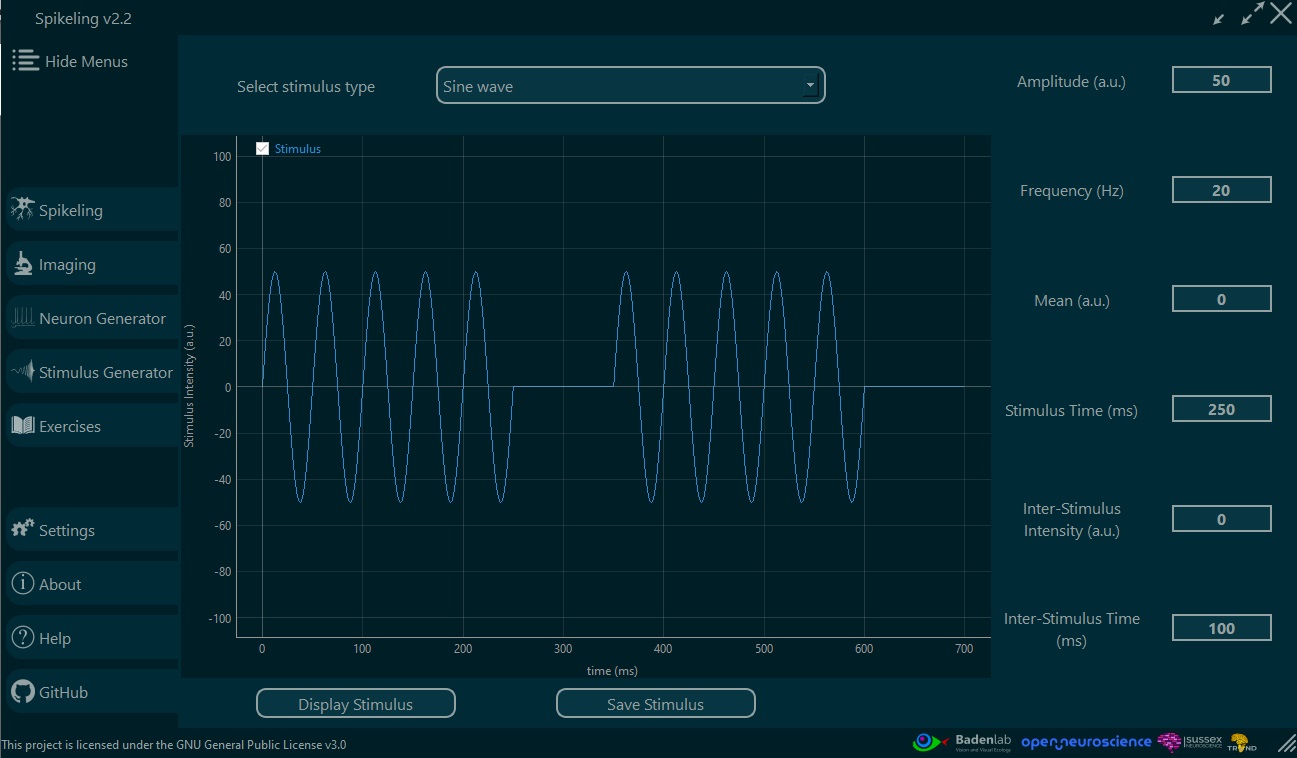 Spikeling v2.2
Hide Menus
Spikeling
Imaging
Neuron Generator
Stimulus Generator
Exercises
Settings
About
Help
GitHub
Select stimulus type
Sine wave
Stimulus
100
80
60
40
20
0
-20
-40
-60
-80
-100
Stimulus Intensity (a.u.)
0 100 200 300 400 500 600 700
time (ms)
Display Stimulus
Save Stimulus
Amplitude (a.u.)
50
Frequency (Hz)
20
Mean (a.u.)
0
Stimulus Time (ms)
250
Inter-Stimulus
Intensity (a.u.)
0
Inter-Stimulus Time
(ms)
100
This project is licensed under the GNU General Public License v3.0
Badenlab
Vision and Visual Ecology
openneuroscience
SUSSEX
NEUROSCIENCE
TREND